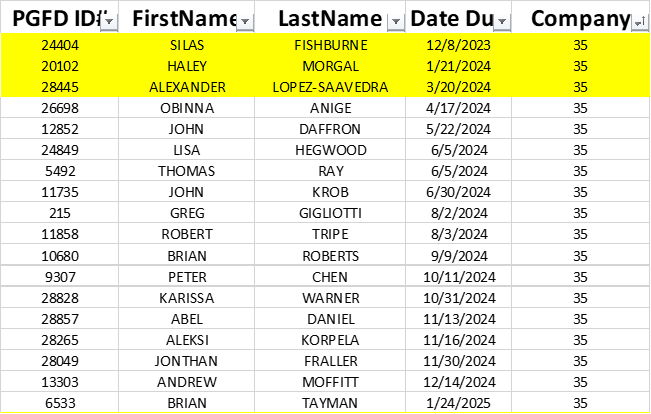 PGFD ID# FirstName LastName Date Du Company
24404 SILAS FISHBURNE 12/8/2023 35
20102 HALEY MORGAL 1/21/2024 35
28445 ALEXANDER LOPEZ-SAAVEDRA 3/20/2024 35
26698 OBINNA ANIGE 4/17/2024 35
12852 JOHN DAFFRON 5/22/2024 35
24849 LISA HEGWOOD 6/5/2024 35
5492 THOMAS RAY 6/5/2024 35
11735 JOHN KROB 6/30/2024 35
215 GREG GIGLIOTTI 8/2/2024 35
11858 ROBERT TRIPE 8/3/2024 35
10680 BRIAN ROBERTS 9/9/2024 35
9307 PETER CHEN 10/11/2024 35
28828 KARISSA WARNER 10/31/2024 35
28857 ABEL DANIEL 11/13/2024 35
28265 ALEKSI KORPELA 11/16/2024 35
28049 JONTHAN FRALLER 11/30/2024 35
13303 ANDREW MOFFITT 12/14/2024 35
6533 BRIAN TAYMAN 1/24/2025 35